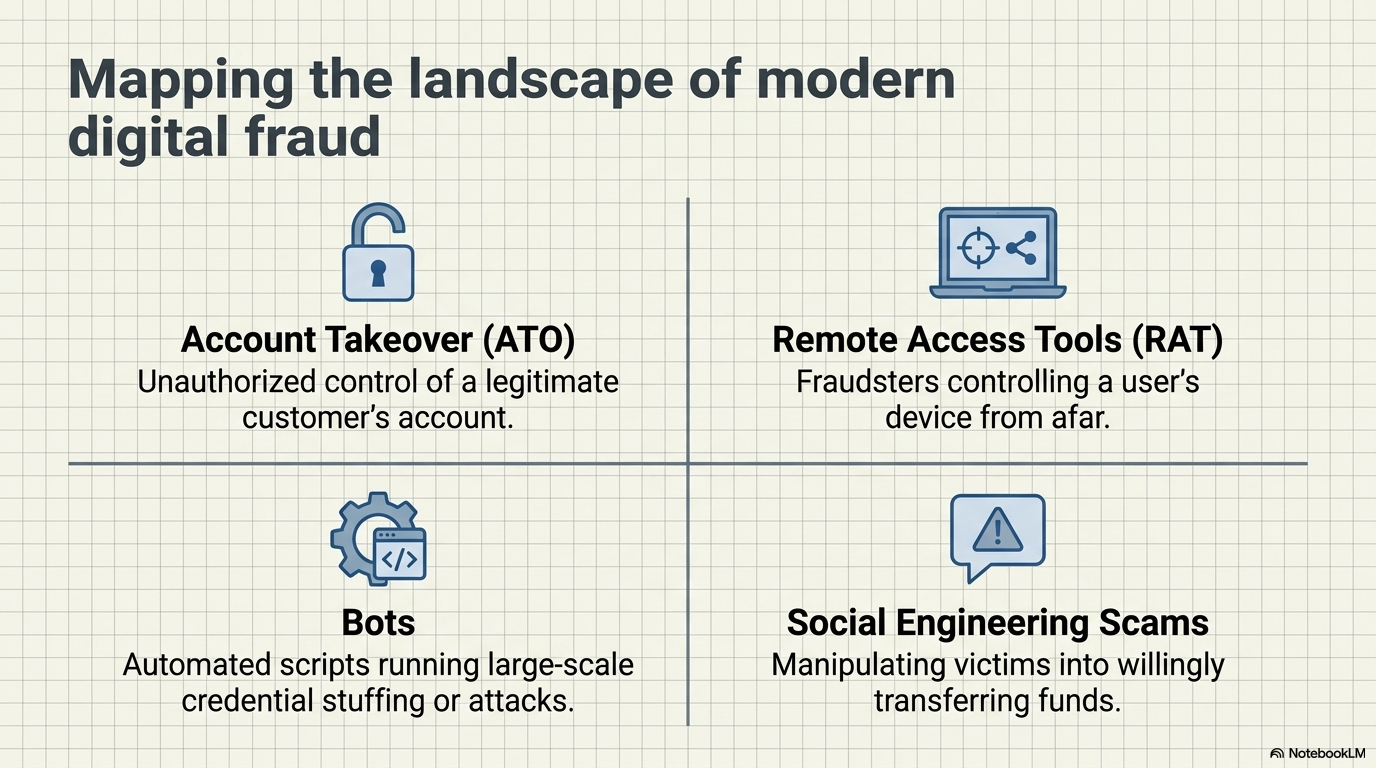 Mapping the landscape of modern
digital fraud
Account Takeover (ATO)
Unauthorized control of a legitimate
customer’s account.
Remote Access Tools (RAT)
Fraudsters controlling a user’s
device from afar.
</>
Bots
Automated scripts running large-scale
credential stuffing or attacks.
!
Social Engineering Scams
Manipulating victims into willingly
transferring funds.
NotebookLM